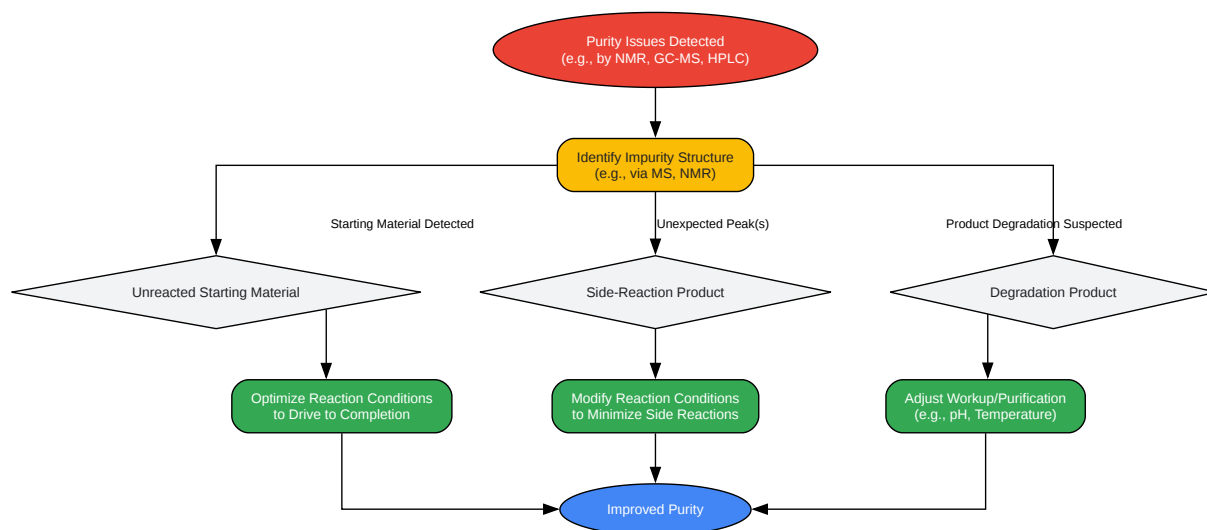 Purity Issues Detected
(e.g., by NMR, GC-MS, HPLC)
Identify Impurity Structure
(e.g., via MS, NMR)
Starting Material Detected
Unexpected Peak(s)
Product Degradation Suspected
Unreacted Starting Material
Side-Reaction Product
Degradation Product
Optimize Reaction Conditions
to Drive to Completion
Modify Reaction Conditions
to Minimize Side Reactions
Adjust Workup/Purification
(e.g., pH, Temperature)
Improved Purity